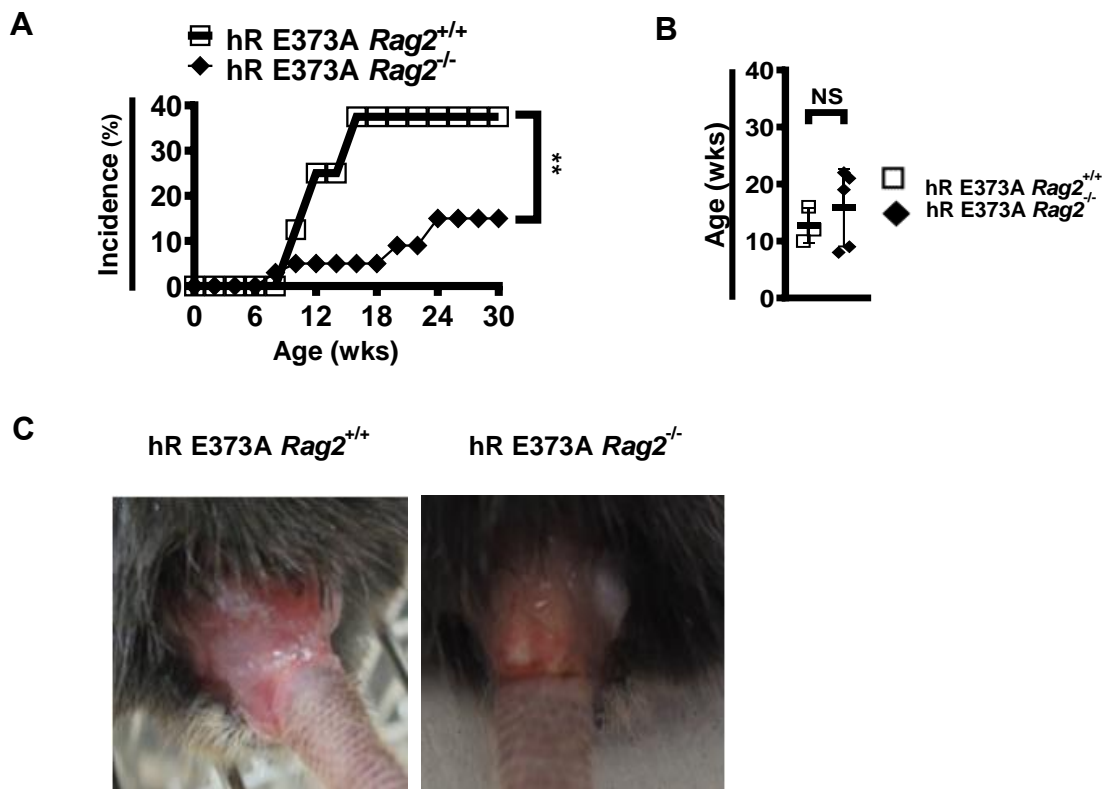 A
hR E373A Rag2+/+
hR E373A Rag2-/-
Incidence (%)
40
30
20
10
0
0 6 12 18 24 30
Age (wks)
**
B
Age (wks)
40
30
20
10
0
NS
hR E373A Rag2+/+
hR E373A Rag2-/-
C
hR E373A Rag2+/+ hR E373A Rag2-/-